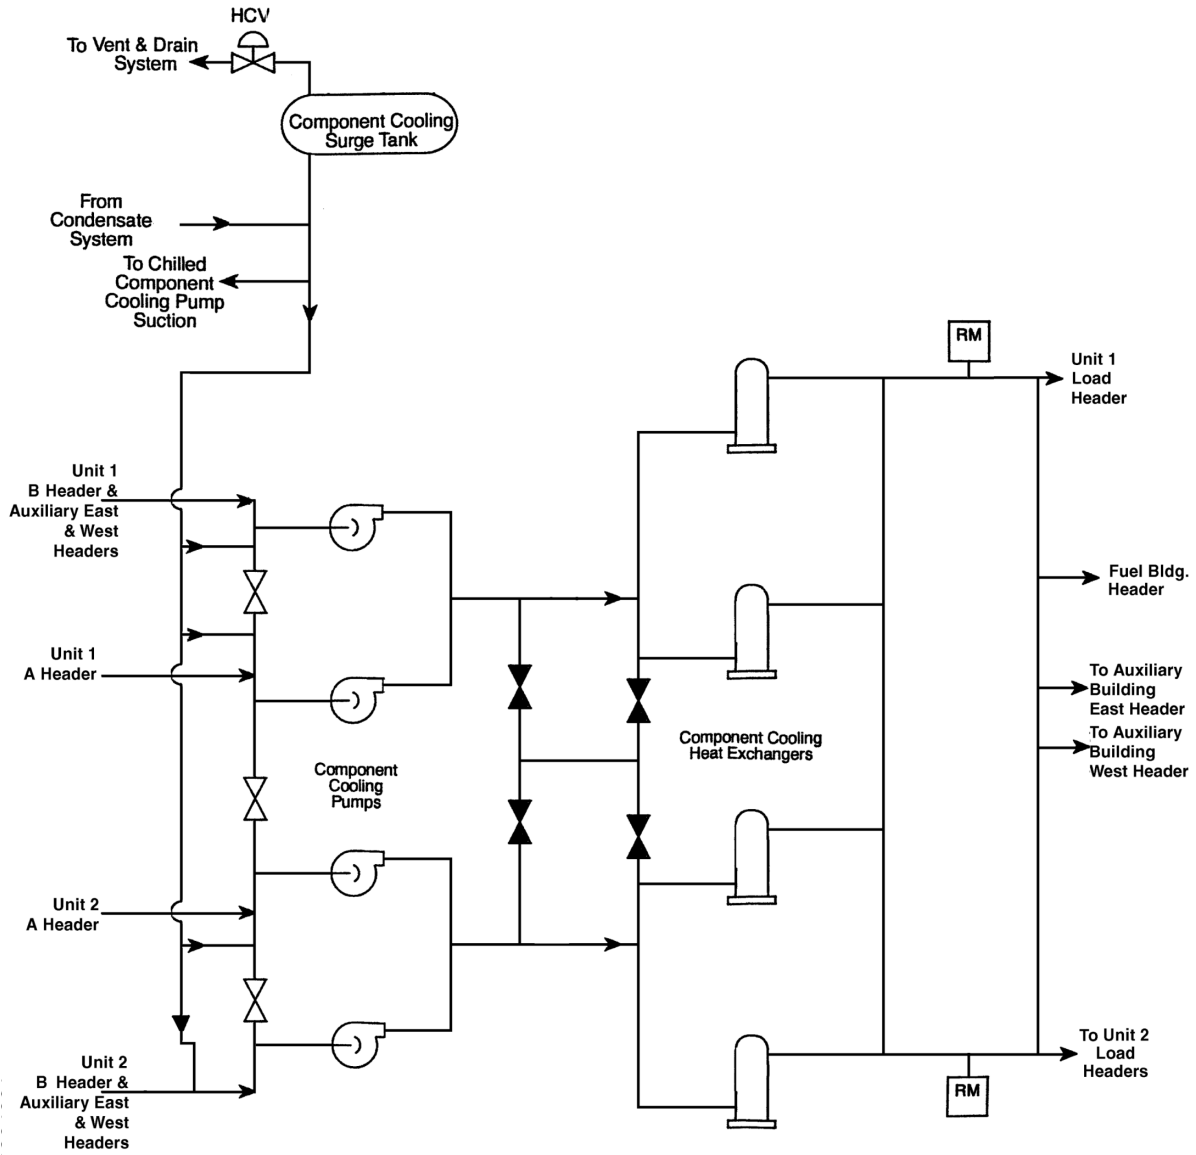 HCV
To Vent & Drain
System
Component Cooling
Surge Tank
From
Condensate
System
To Chilled
Component
Cooling Pump
Suction
RM
Unit 1
Load
Header
Unit 1
B Header &
Auxiliary East
& West
Headers
Fuel Bldg.
Header
Unit 1
A Header
To Auxiliary
Building
East Header
To Auxiliary
Building
West Header
Component Cooling
Heat Exchangers
Component
Cooling
Pumps
Unit 2
A Header
To Unit 2
Load
Headers
RM
Unit 2
B Header &
Auxiliary East
& West
Headers